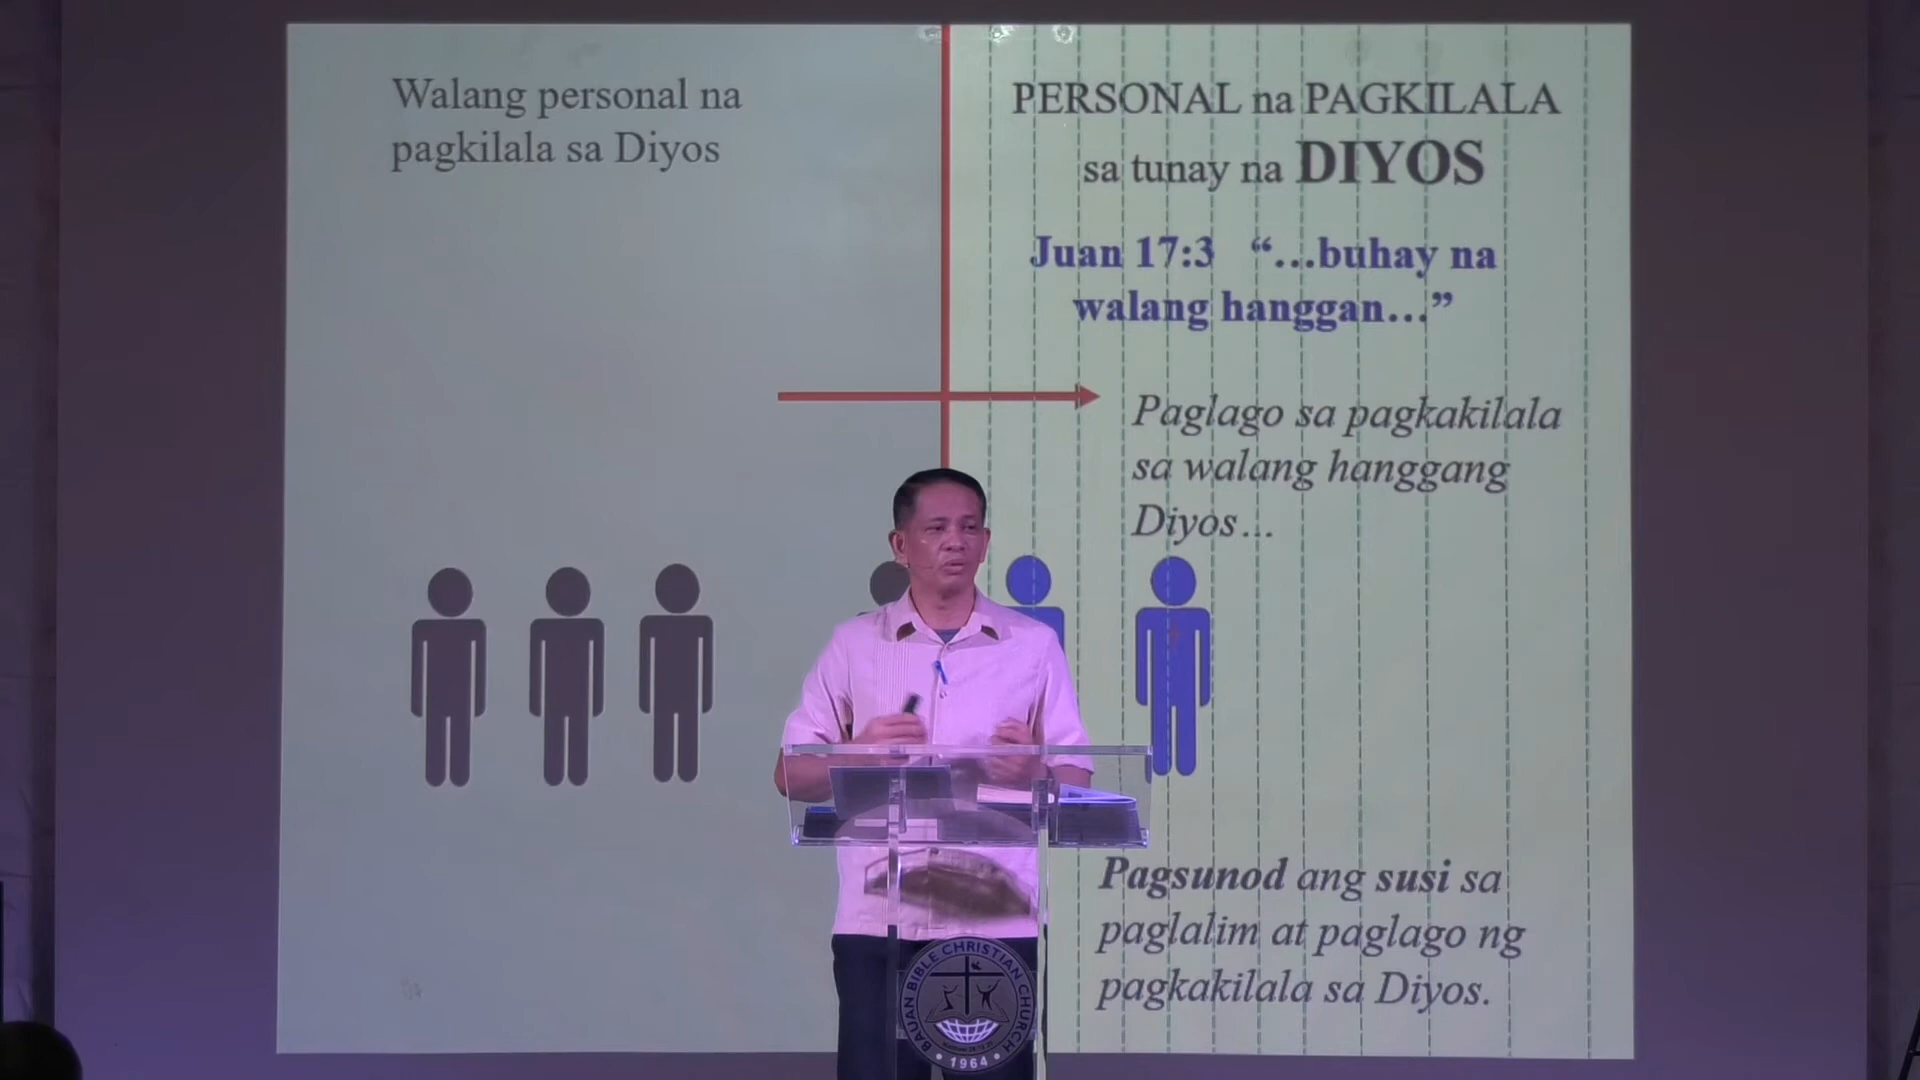 Walang personal na
pagkilala sa Diyos
PERSONAL na PAGKILALA
sa tunay na DIYOS
Juan 17:3 “…buhay na
walang hanggan…”
Paglago sa pagkakilala
sa walang hanggang
Diyos…
Pagsunod ang susi sa
paglalim at paglago ng
pagkakilala sa Diyos.
BAUAN BIBLE CHRISTIAN CHURCH
• 1964 •